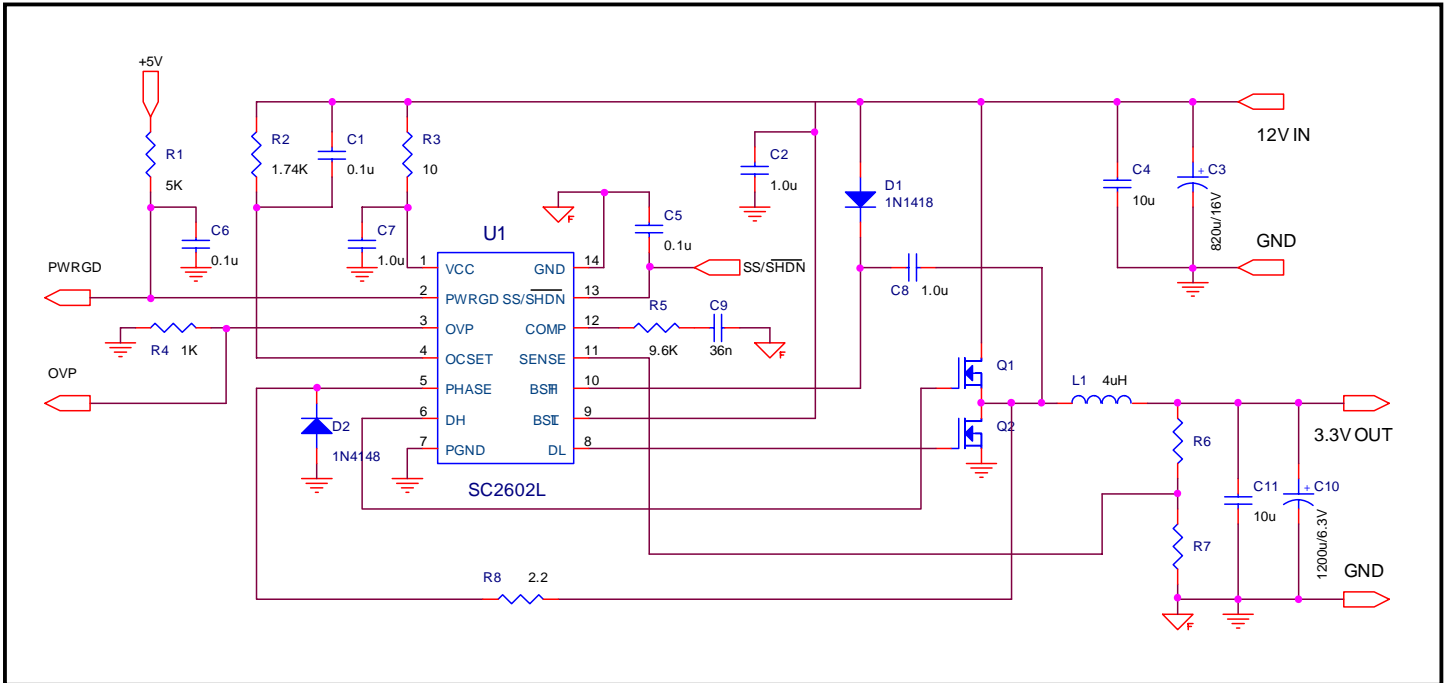 +5V
R1
5K
C6
0.1u
PWRGD
R4
1K
OVP
R2
1.74K
C1
0.1u
R3
10
C7
1.0u
D2
1N4148
U1
1
VCC
2
PWRGD
3
OVP
4
OCSET
5
PHASE
6
DH
7
PGND
GND
14
SS/SHDN
13
COMP
12
SENSE
11
BSTH
10
BSTL
9
DL
8
SC2602L
F
C5
0.1u
SS/SHDN
R5
9.6K
C9
36n
F
C2
1.0u
D1
1N1418
C8
1.0u
Q1
Q2
L1
4uH
R8
2.2
C4
10u
+
C3
820u/16V
12V IN
GND
3.3V OUT
R6
R7
F
C11
10u
+
C10
1200u/6.3V
GND